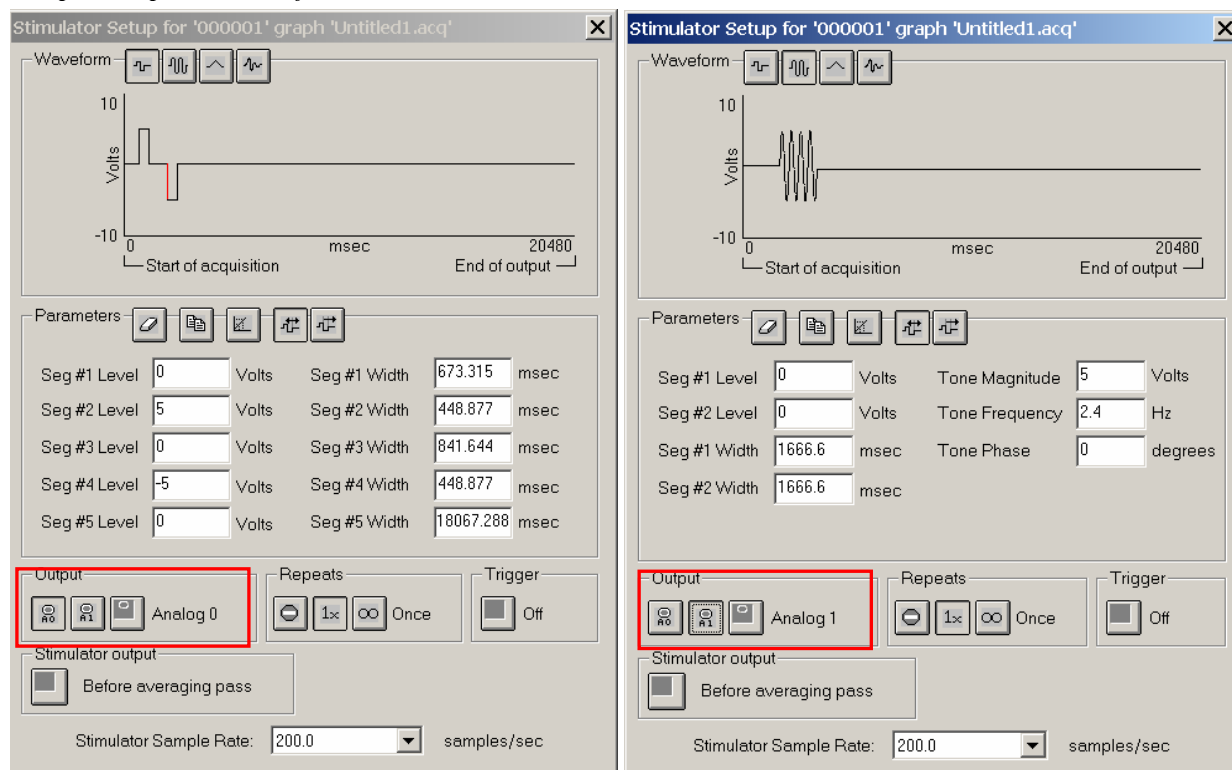 Stimulator Setup for '000001' graph 'Untitled1.acq'
Waveform
10
Volts
-10
0
msec
20480
Start of acquisition
End of output
Parameters
Seg #1 Level 0 Volts Seg #1 Width 673.315 msec
Seg #2 Level 5 Volts Seg #2 Width 448.877 msec
Seg #3 Level 0 Volts Seg #3 Width 841.644 msec
Seg #4 Level -5 Volts Seg #4 Width 448.877 msec
Seg #5 Level 0 Volts Seg #5 Width 18067.288 msec
Output
A0 A1 Analog 0
Repeats
1x ∞ Once
Trigger
Off
Stimulator output
Before averaging pass
Stimulator Sample Rate: 200.0 samples/sec
Stimulator Setup for '000001' graph 'Untitled1.acq'
Waveform
10
Volts
-10
0
msec
20480
Start of acquisition
End of output
Parameters
Seg #1 Level 0 Volts Tone Magnitude 5 Volts
Seg #2 Level 0 Volts Tone Frequency 2.4 Hz
Seg #1 Width 1666.6 msec Tone Phase 0 degrees
Seg #2 Width 1666.6 msec
Output
A0 A1 Analog 1
Repeats
1x ∞ Once
Trigger
Off
Stimulator output
Before averaging pass
Stimulator Sample Rate: 200.0 samples/sec